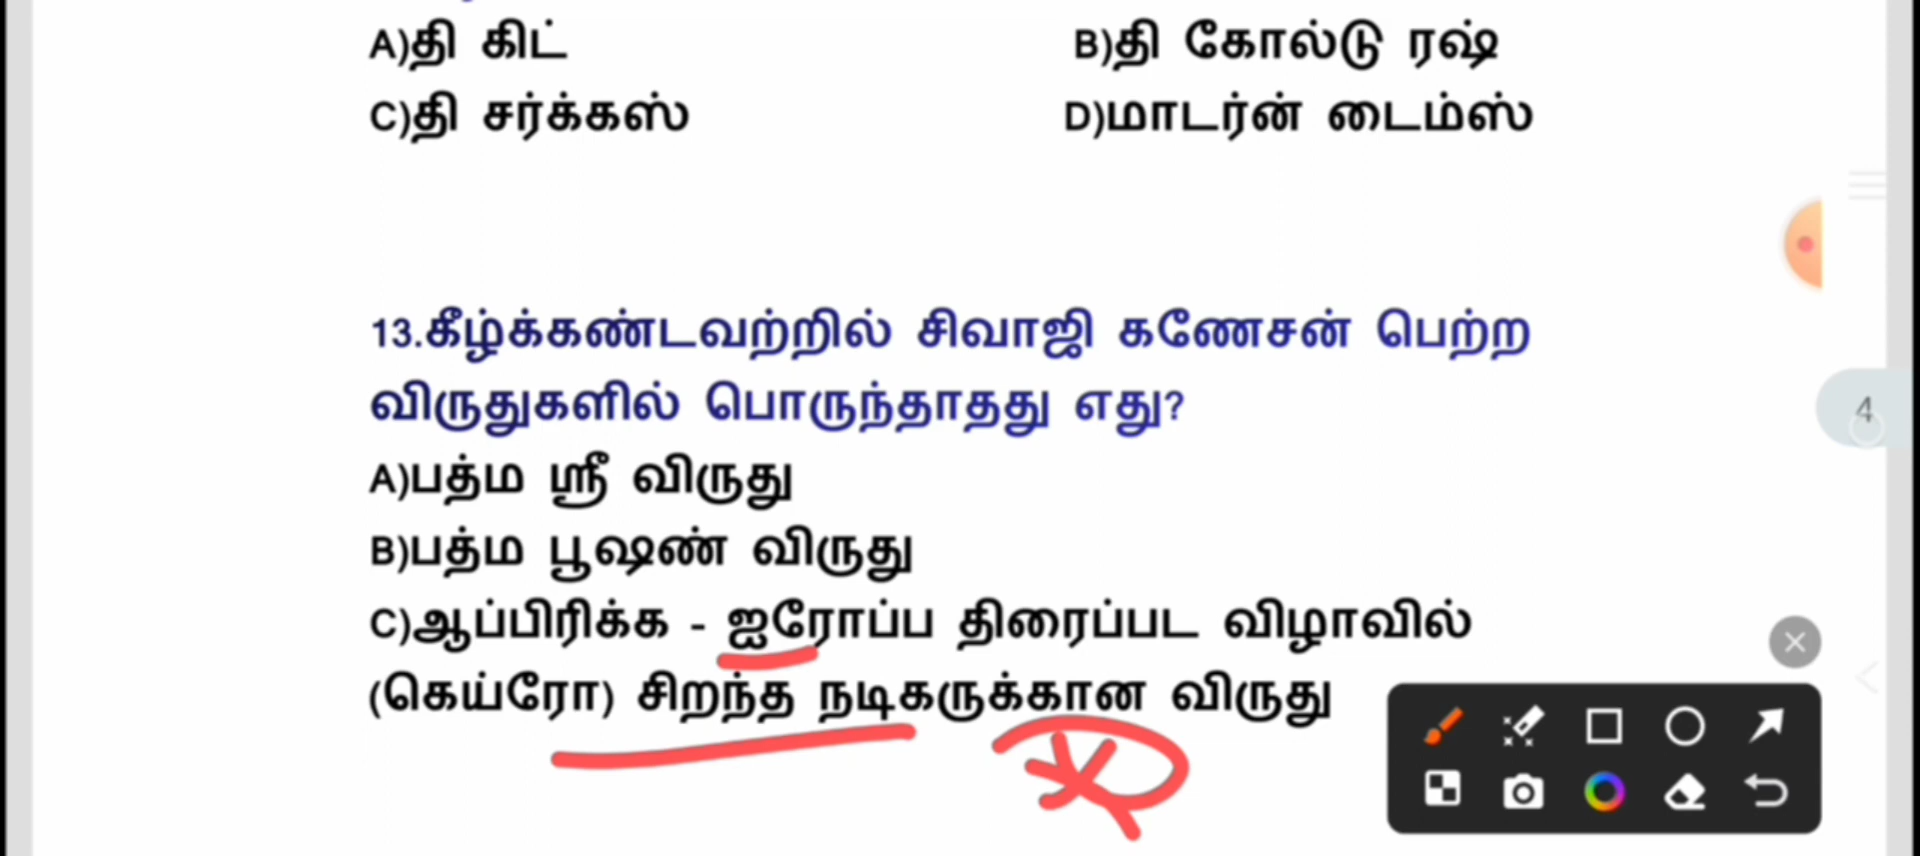 A)தி கிட் B)தி கோல்டு ரஷ்
C)தி சர்க்கஸ் D)மாடர்ன் டைம்ஸ்
13.கீழ்க்கண்டவற்றில் சிவாஜி கணேசன் பெற்ற
விருதுகளில் பொருந்தாதது எது?
A)பத்ம ஸ்ரீ விருது
B)பத்ம பூஷண் விருது
C)ஆப்பிரிக்க - ஐரோப்ப திரைப்பட விழாவில்
(கெய்ரோ) சிறந்த நடிகருக்கான விருது
4